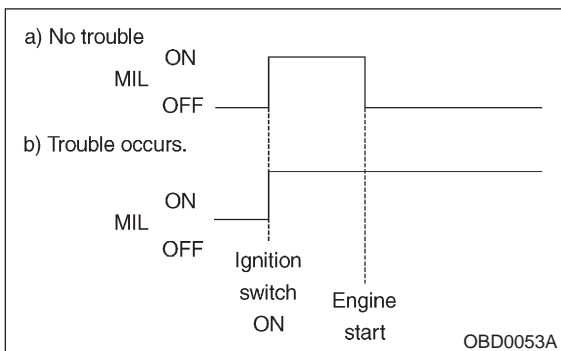 a) No trouble
ON
MIL
OFF
b) Trouble occurs.
ON
MIL
OFF
Ignition
switch
ON
Engine
start
OBD0053A